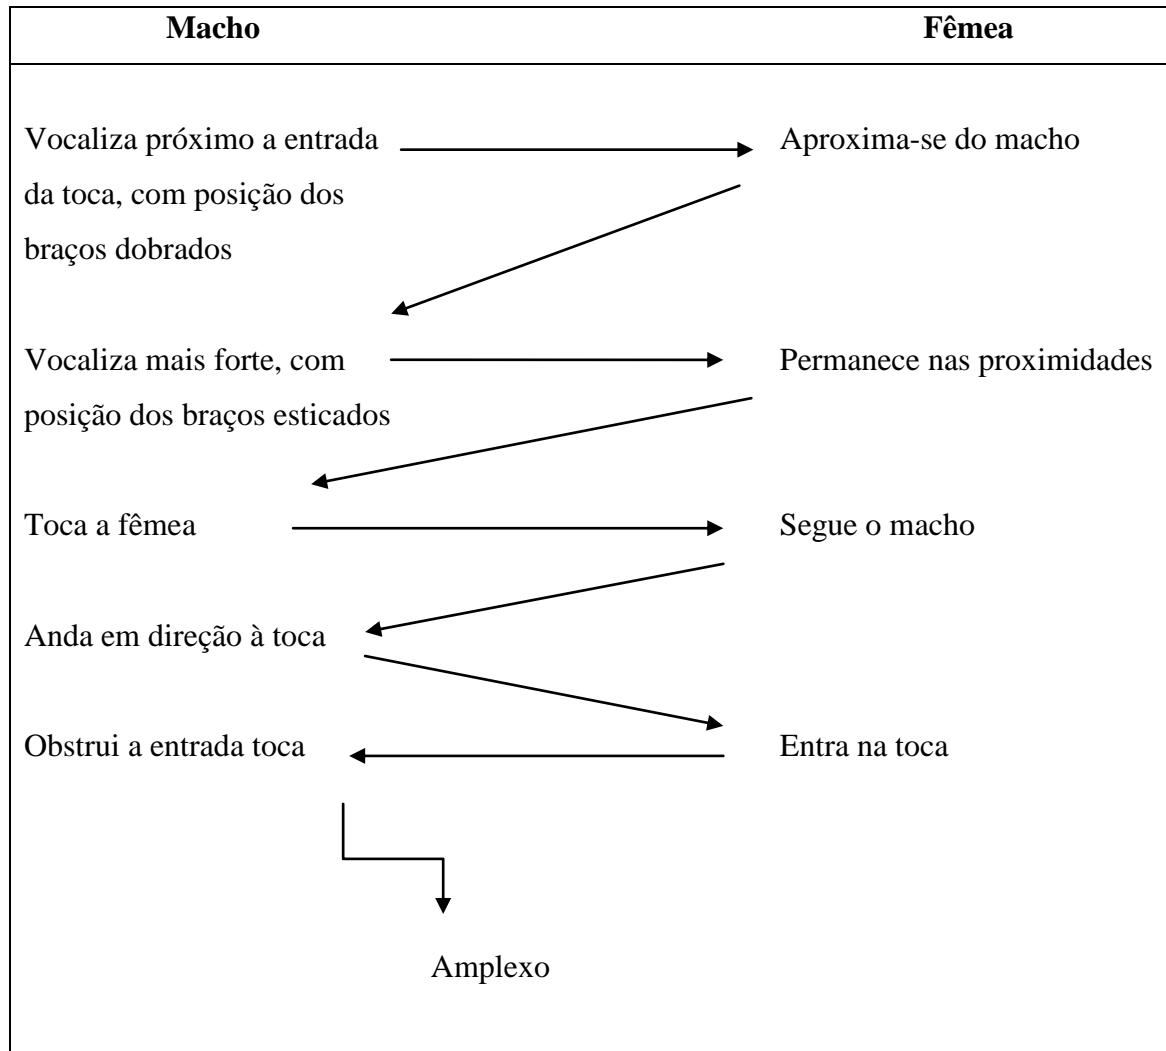 Macho Fêmea
Vocaliza próximo a entrada Aproxima-se do macho
da toca, com posição dos
braços dobrados
Vocaliza mais forte, com Permanece nas proximidades
posição dos braços esticados
Toca a fêmea Segue o macho
Anda em direção à toca
Obstrui a entrada toca Entra na toca
Amplexo